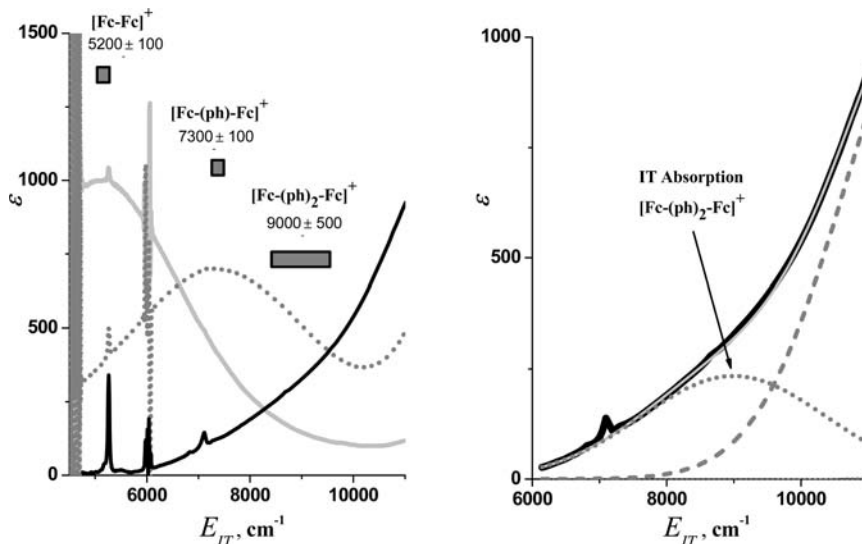 [Fc-Fc]+
5200 ± 100
[Fc-(ph)-Fc]+
7300 ± 100
[Fc-(ph)2-Fc]+
9000 ± 500
ε
1500
1000
500
0
6000 8000 10000
E_IT, cm-1
ε
1000
500
0
IT Absorption
[Fc-(ph)2-Fc]+
6000 8000 10000
E_IT, cm-1